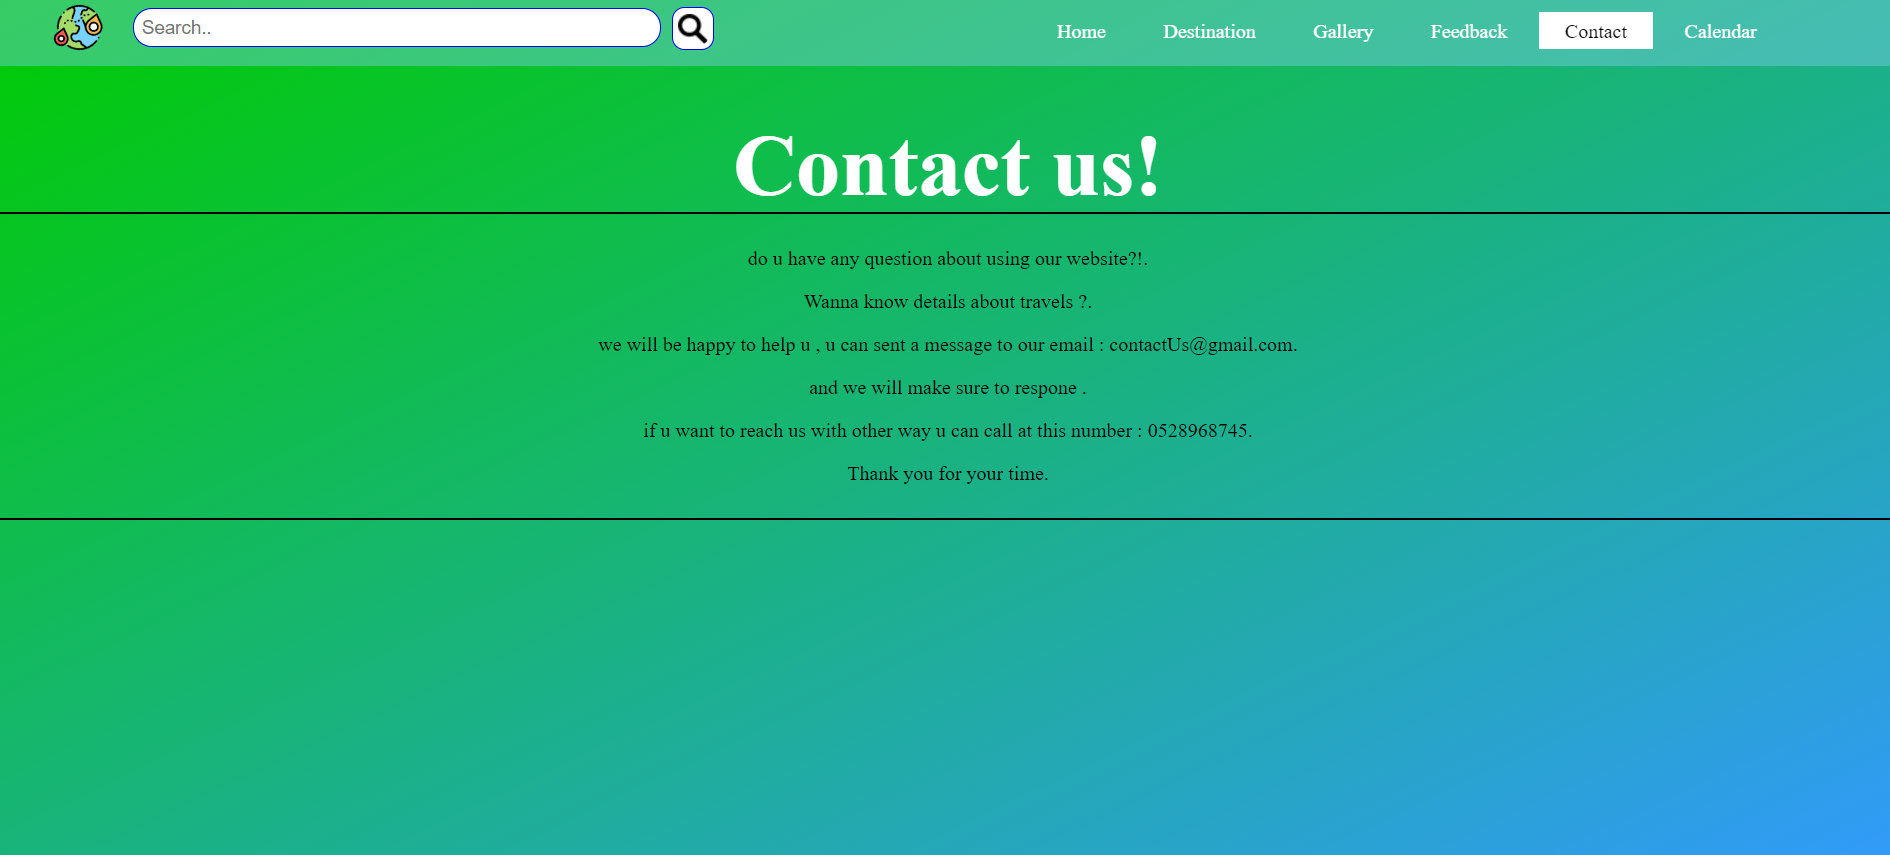 Search..
Home
Destination
Gallery
Feedback
Contact
Calendar
Contact us!
do u have any question about using our website?!.
Wanna know details about travels ?.
we will be happy to help u , u can sent a message to our email : contactUs@gmail.com.
and we will make sure to respone .
if u want to reach us with other way u can call at this number : 0528968745.
Thank you for your time.